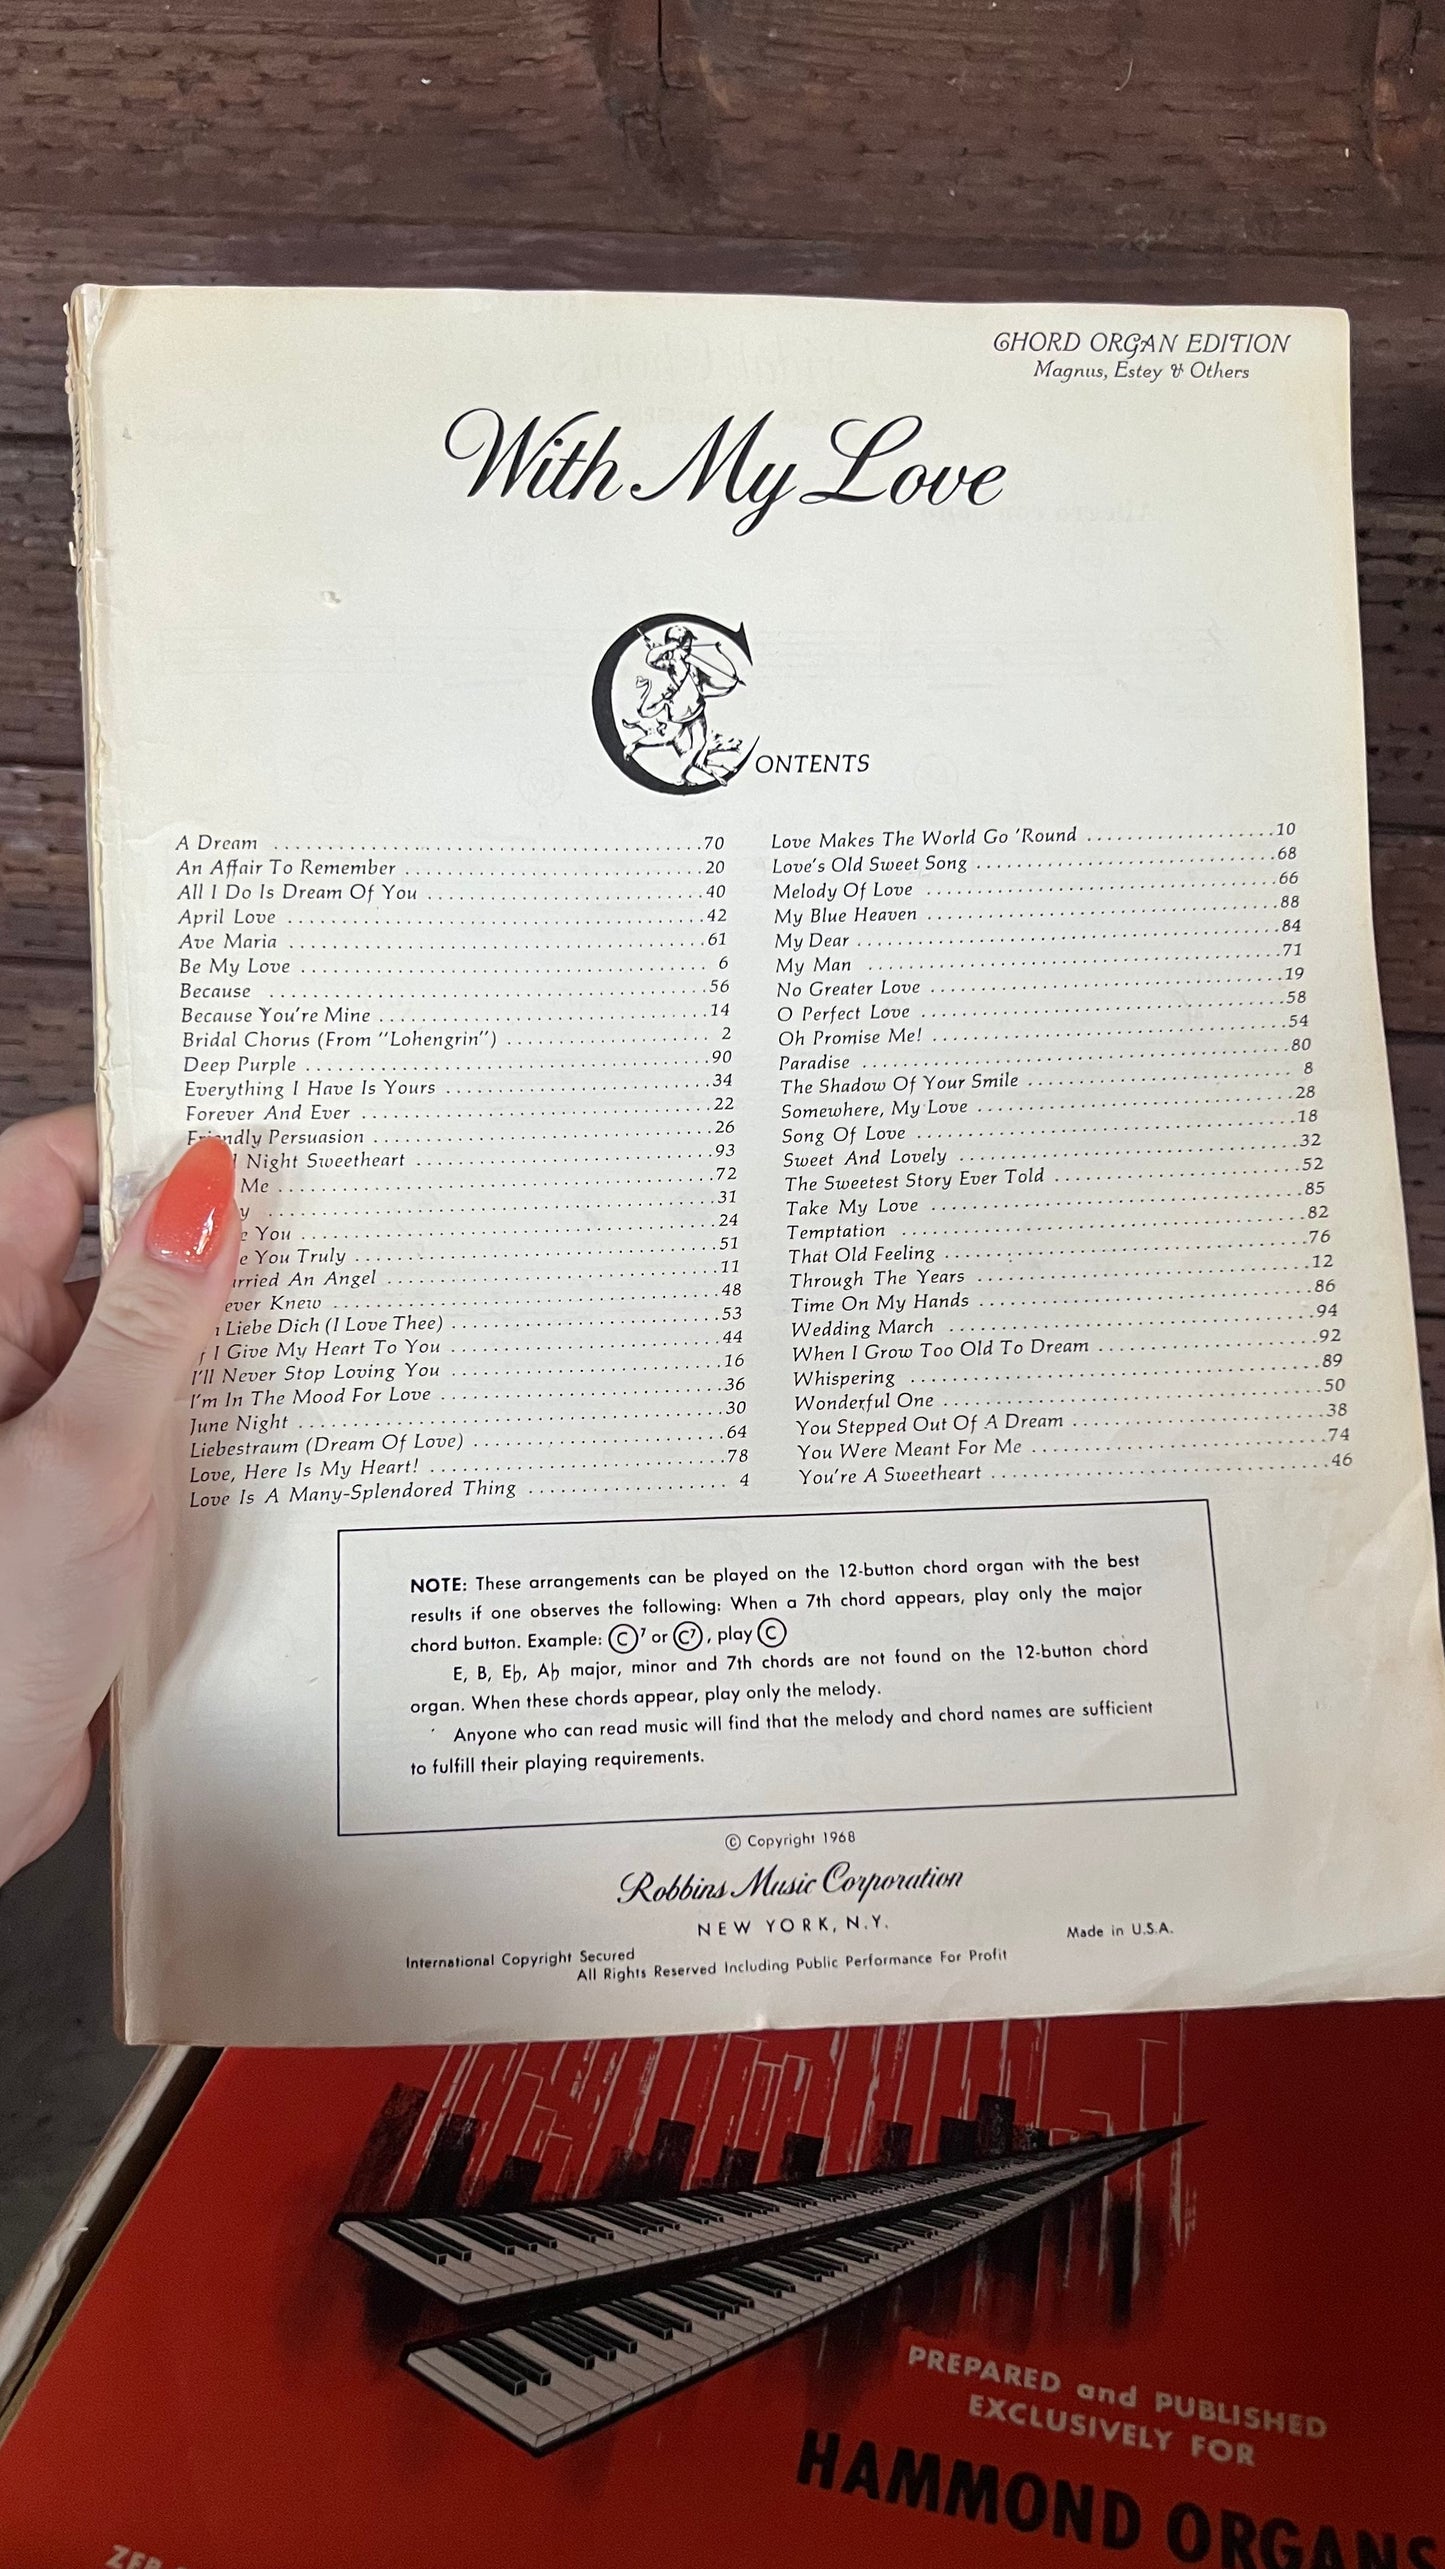 CHORD ORGAN EDITION
Magnus, Estey & Others
With My Love
CONTENTS
A Dream ........ 70
An Affair To Remember ........ 20
All I Do Is Dream Of You ........ 40
April Love ........ 42
Ave Maria ........ 61
Be My Love ........ 6
Because ........ 56
Because You're Mine ........ 14
Bridal Chorus (From "Lohengrin") ........ 2
Deep Purple ........ 90
Everything I Have Is Yours ........ 34
Forever And Ever ........ 22
Friendly Persuasion ........ 26
Night Sweetheart ........ 93
Me ........ 72
........ 31
You ........ 24
You Truly ........ 51
An Angel ........ 11
Knew ........ 48
Liebe Dich (I Love Thee) ........ 53
I Give My Heart To You ........ 44
I'll Never Stop Loving You ........ 16
I'm In The Mood For Love ........ 36
June Night ........ 30
Liebestraum (Dream Of Love) ........ 64
Love, Here Is My Heart! ........ 78
Love Is A Many-Splendored Thing ........ 4
Love Makes The World Go 'Round ........ 10
Love's Old Sweet Song ........ 68
Melody Of Love ........ 66
My Blue Heaven ........ 88
My Dear ........ 84
My Man ........ 71
No Greater Love ........ 19
O Perfect Love ........ 58
Oh Promise Me! ........ 54
Paradise ........ 80
The Shadow Of Your Smile ........ 8
Somewhere, My Love ........ 28
Song Of Love ........ 18
Sweet And Lovely ........ 32
The Sweetest Story Ever Told ........ 52
Take My Love ........ 85
Temptation ........ 82
That Old Feeling ........ 76
Through The Years ........ 12
Time On My Hands ........ 86
Wedding March ........ 94
When I Grow Too Old To Dream ........ 92
Whispering ........ 89
Wonderful One ........ 50
You Stepped Out Of A Dream ........ 38
You Were Meant For Me ........ 74
You're A Sweetheart ........ 46
NOTE: These arrangements can be played on the 12-button chord organ with the best
results if one observes the following: When a 7th chord appears, play only the major
chord button. Example: Ⓒ7 or (C7), play Ⓒ
E, B, E♭, A♭ major, minor and 7th chords are not found on the 12-button chord
organ. When these chords appear, play only the melody.
Anyone who can read music will find that the melody and chord names are sufficient
to fulfill their playing requirements.
© Copyright 1968
Robbins Music Corporation
NEW YORK, N.Y.
Made in U.S.A.
International Copyright Secured
All Rights Reserved Including Public Performance For Profit
PREPARED and PUBLISHED
EXCLUSIVELY FOR
HAMMOND ORGANS